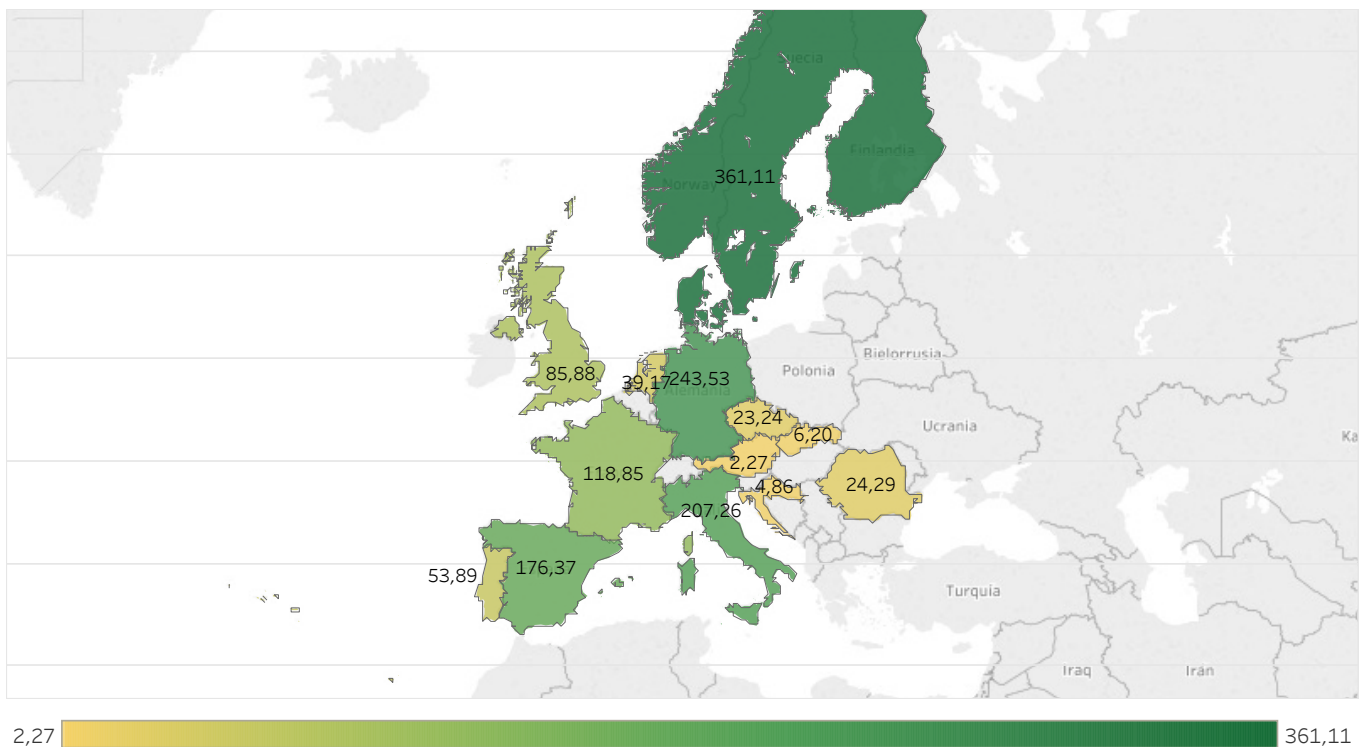 Suecia
Finlandia
Norway
361,11
85,88
39,17
243,53
Alemania
Polonia
Bielorrusia
23,24
6,20
Ucrania
Ka
2,27
118,85
4,86
24,29
207,26
53,89
176,37
Turquía
Iraq
Irán
2,27
361,11